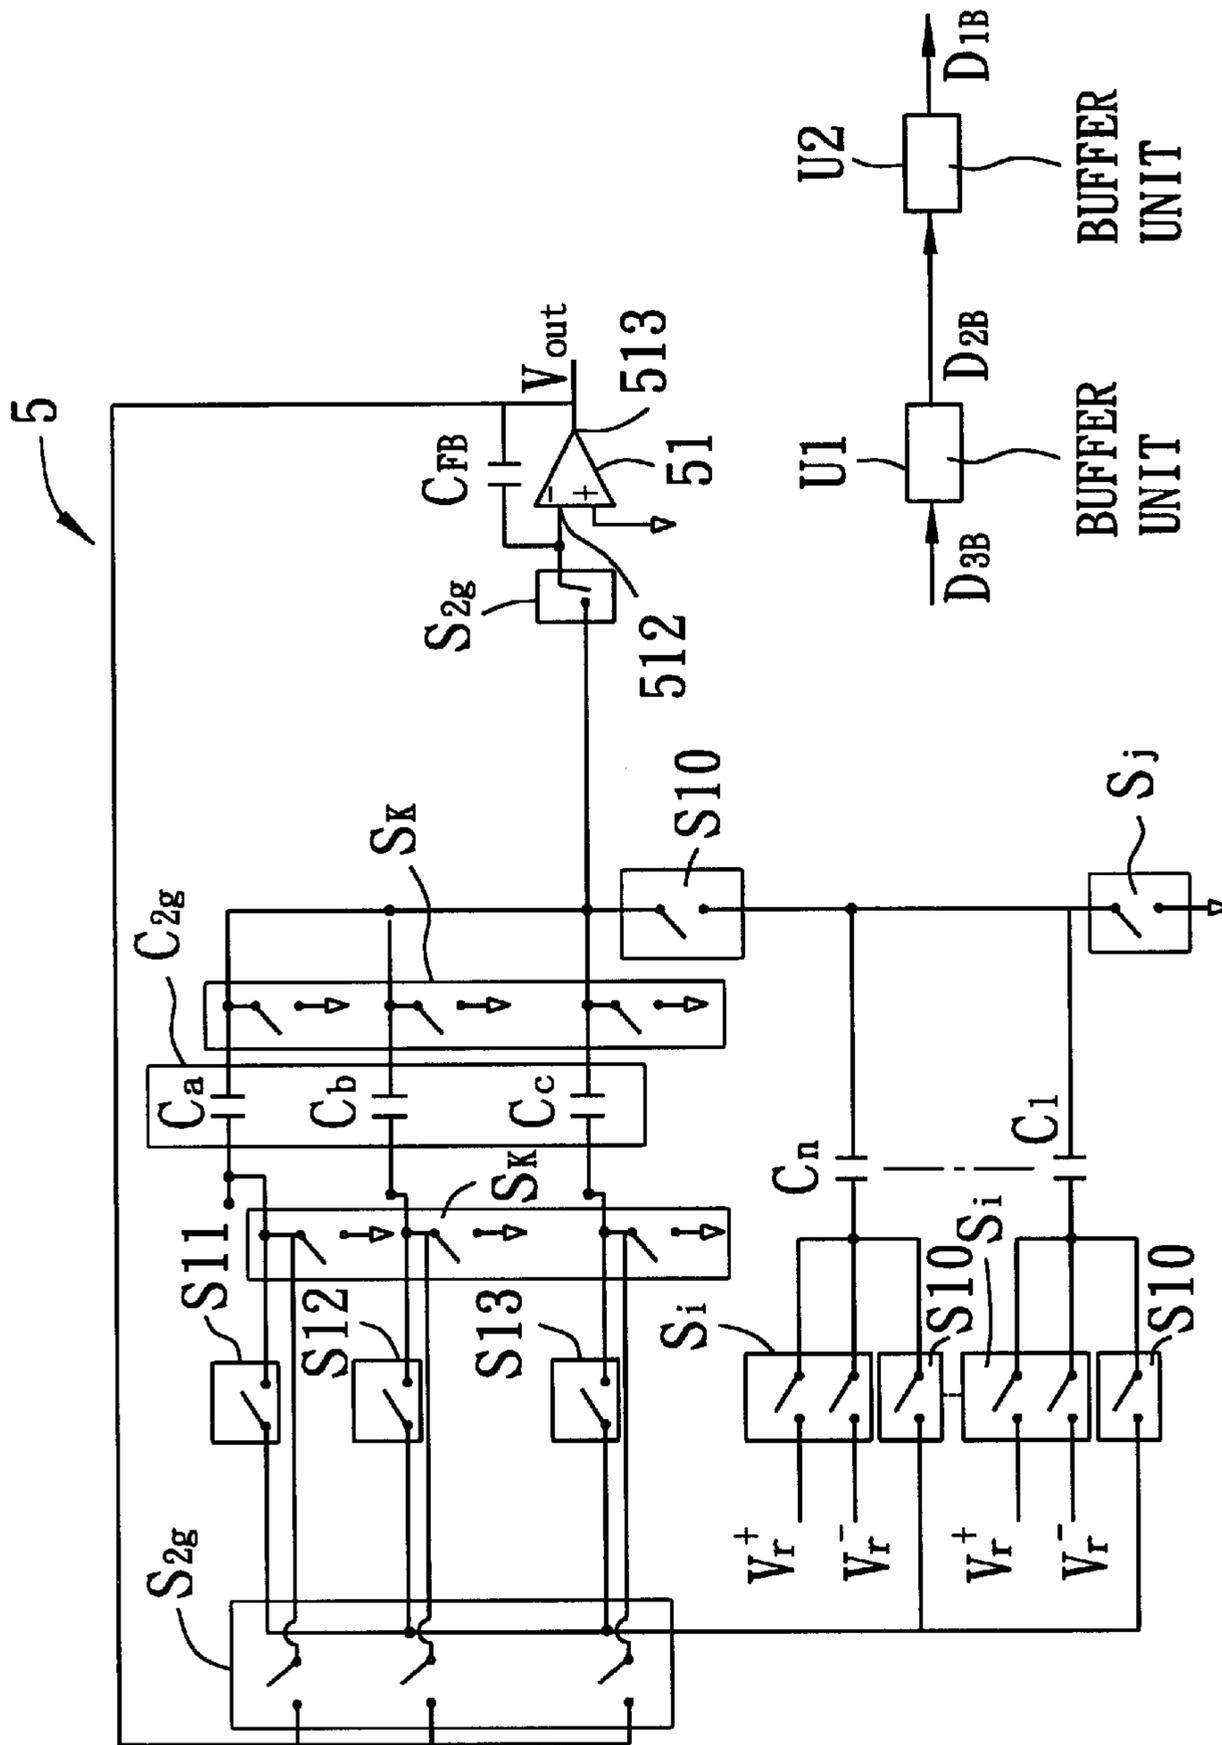 5
S2g
S11
S12
S13
SK
C2g
Ca
Cb
Cc
SK
S2g
CFB
Vout
-
+
512
51
513
S10
Sj
Si
Cn
C1
Vr+
Vr-
S10
Si
Vr+
Vr-
S10
D3B
U1
BUFFER
UNIT
D2B
U2
BUFFER
UNIT
D1B